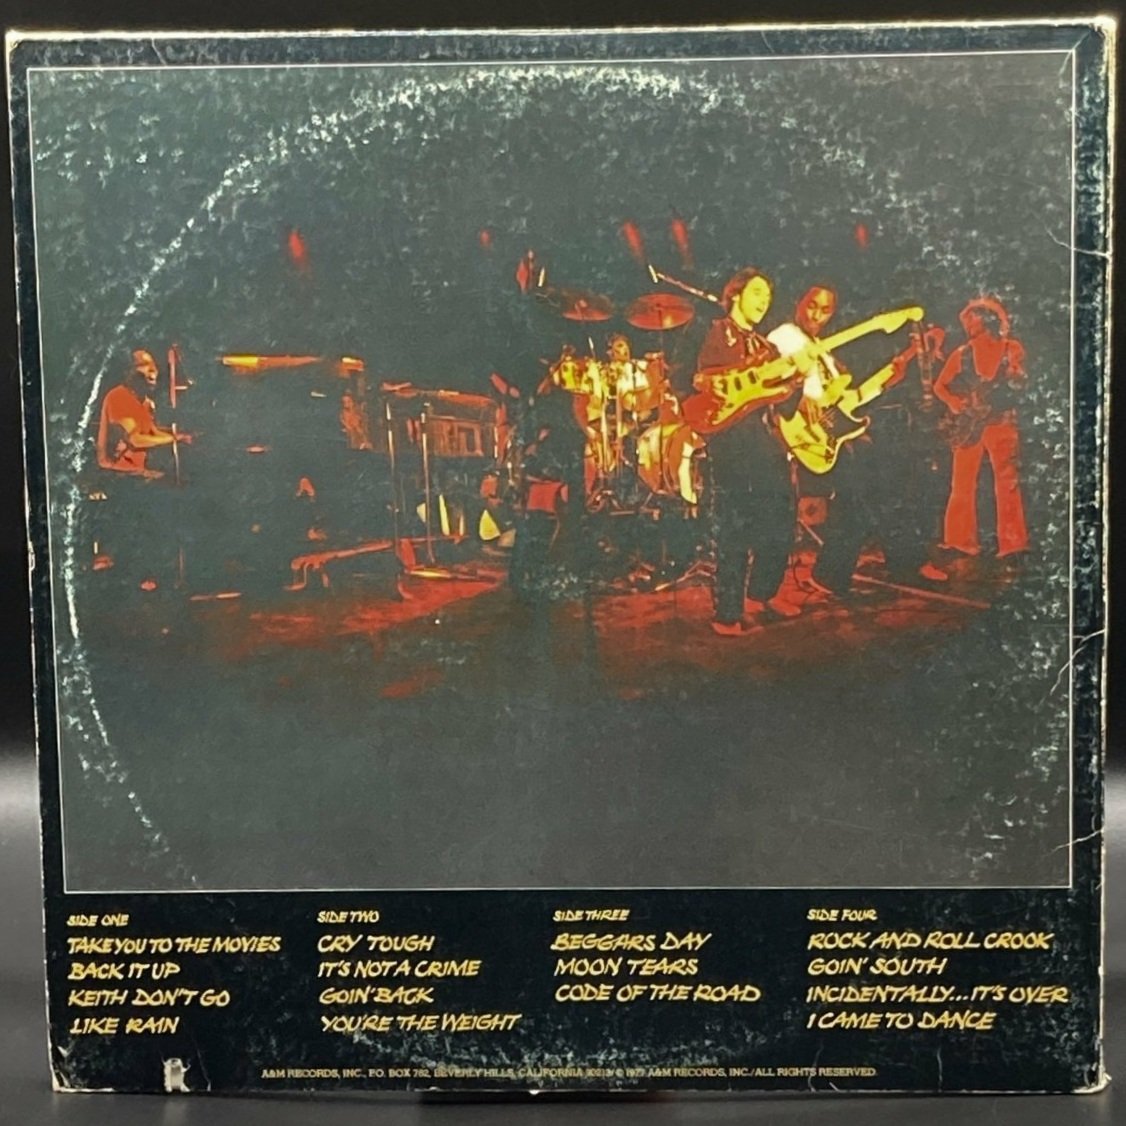 SIDE ONE
TAKE YOU TO THE MOVIES
BACK IT UP
KEITH DON'T GO
LIKE RAIN
SIDE TWO
CRY TOUGH
IT'S NOT A CRIME
GOIN' BACK
YOU'RE THE WEIGHT
SIDE THREE
BEGGARS DAY
MOON TEARS
CODE OF THE ROAD
SIDE FOUR
ROCK AND ROLL CROOK
GOIN' SOUTH
INCIDENTALLY...IT'S OVER
I CAME TO DANCE
A&M RECORDS, INC., P.O. BOX 782, BEVERLY HILLS, CALIFORNIA 90213/© 1977 A&M RECORDS, INC./ALL RIGHTS RESERVED